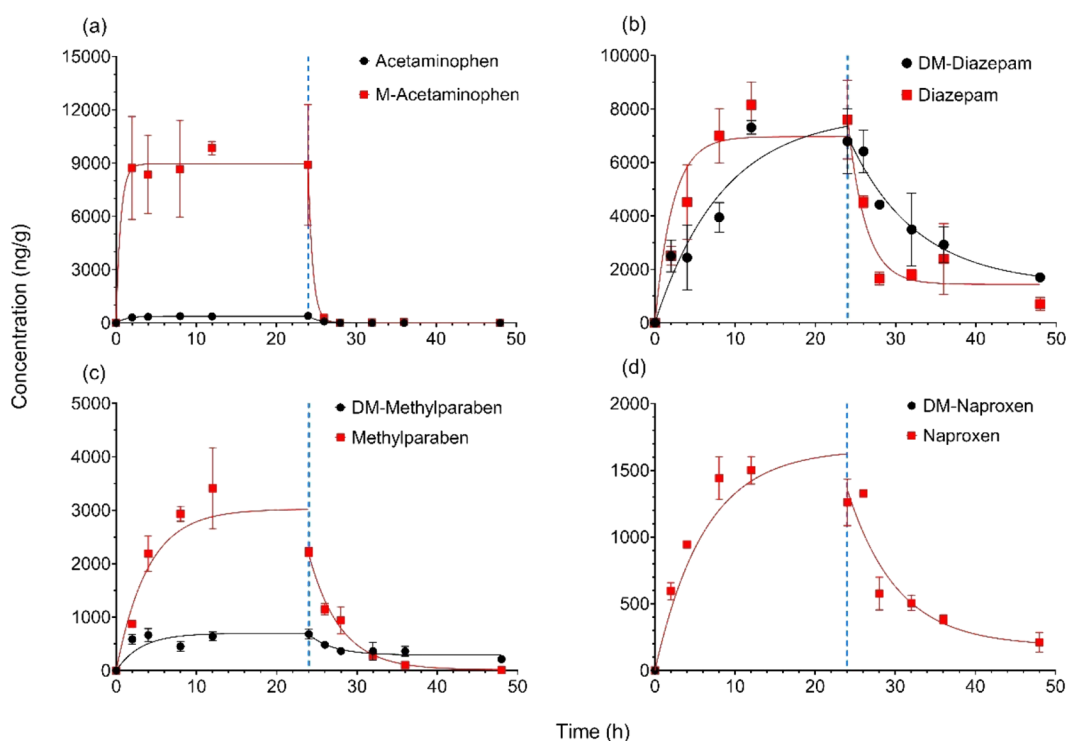 (a)
15000
12000
9000
6000
3000
0
0 10 20 30 40 50
Acetaminophen
M-Acetaminophen
(b)
10000
8000
6000
4000
2000
0
0 10 20 30 40 50
DM-Diazepam
Diazepam
Concentration (ng/g)
(c)
5000
4000
3000
2000
1000
0
0 10 20 30 40 50
DM-Methylparaben
Methylparaben
(d)
2000
1500
1000
500
0
0 10 20 30 40 50
DM-Naproxen
Naproxen
Time (h)